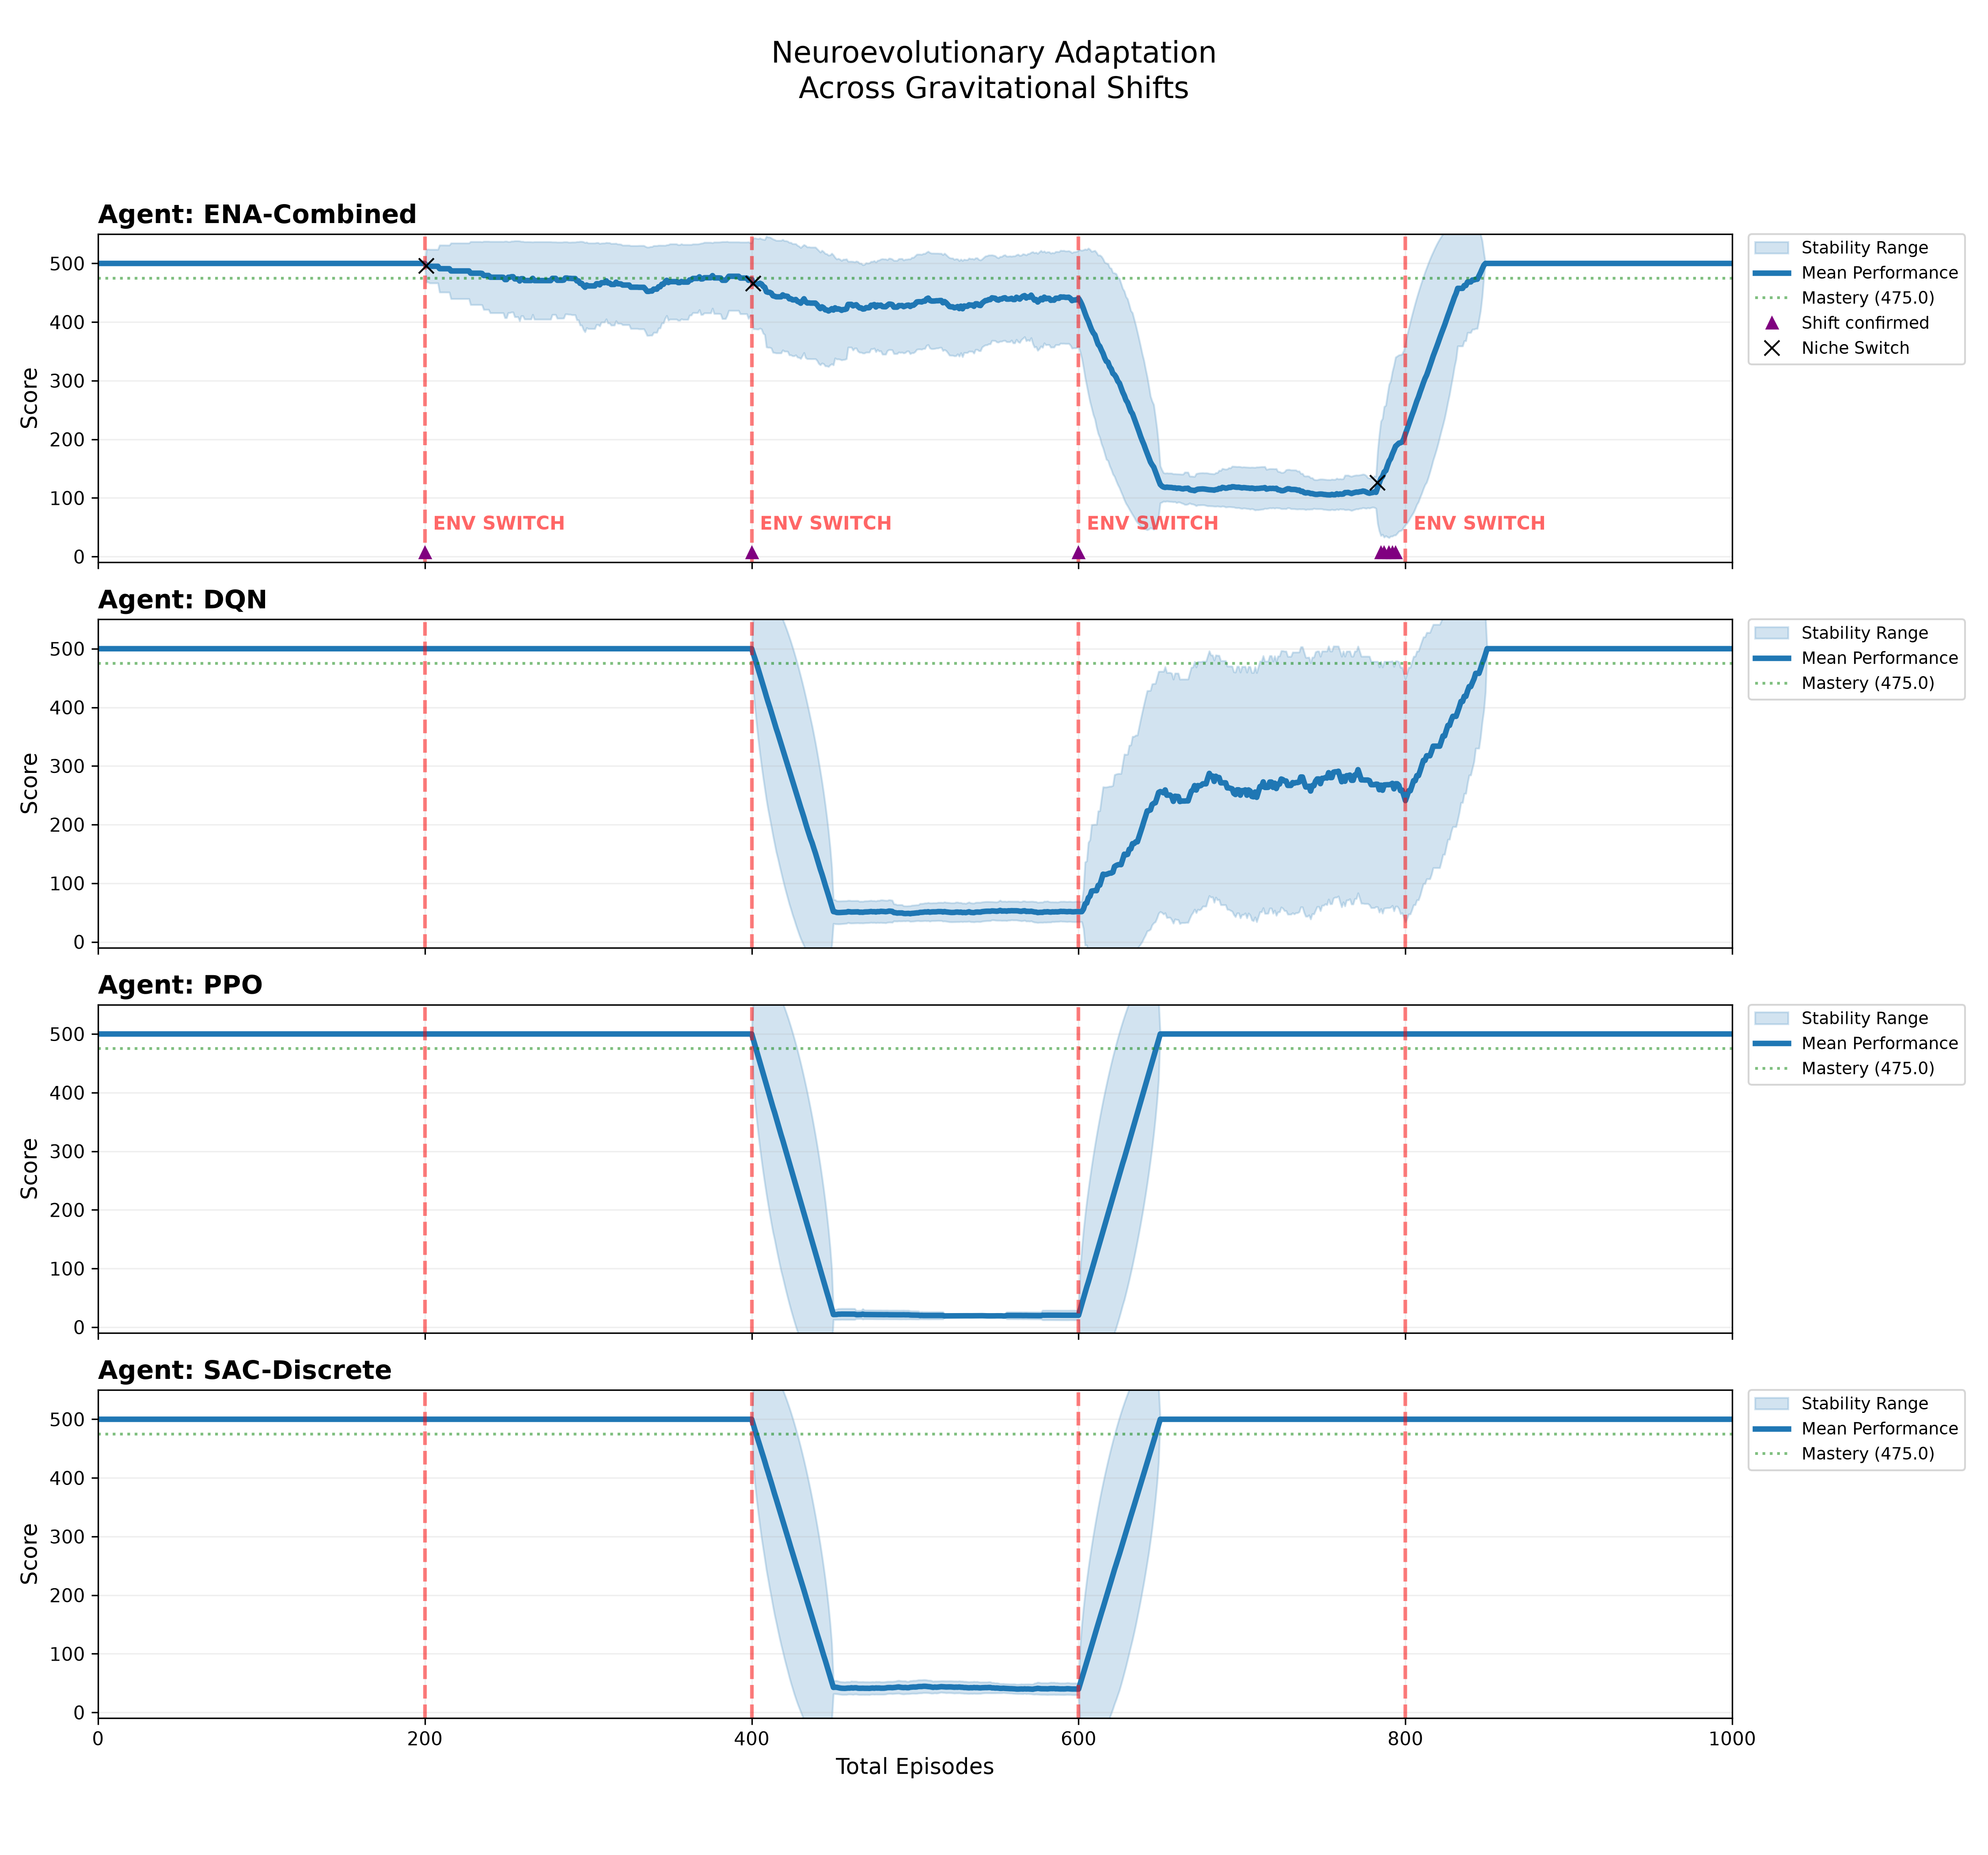 Neuroevolutionary Adaptation
Across Gravitational Shifts
Agent: ENA-Combined
Score
500
400
300
200
100
0
ENV SWITCH
ENV SWITCH
ENV SWITCH
ENV SWITCH
Stability Range
Mean Performance
Mastery (475.0)
Shift confirmed
Niche Switch
Agent: DQN
Score
500
400
300
200
100
0
Stability Range
Mean Performance
Mastery (475.0)
Agent: PPO
Score
500
400
300
200
100
0
Stability Range
Mean Performance
Mastery (475.0)
Agent: SAC-Discrete
Score
500
400
300
200
100
0
Stability Range
Mean Performance
Mastery (475.0)
0 200 400 600 800 1000
Total Episodes